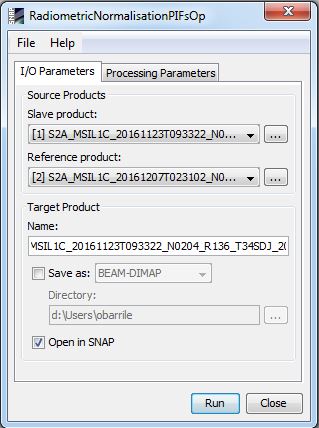 RadiometricNormalisationPIFsOp
File Help
I/O Parameters Processing Parameters
Source Products
Slave product:
[1] S2A_MSIL1C_20161123T093322_N0... ...
Reference product:
[2] S2A_MSIL1C_20161207T023102_N0... ...
Target Product
Name:
MSIL1C_20161123T093322_N0204_R136_T34SDJ_20
Save as: BEAM-DIMAP
Directory:
d:\Users\obarrile ...
Open in SNAP
Run Close